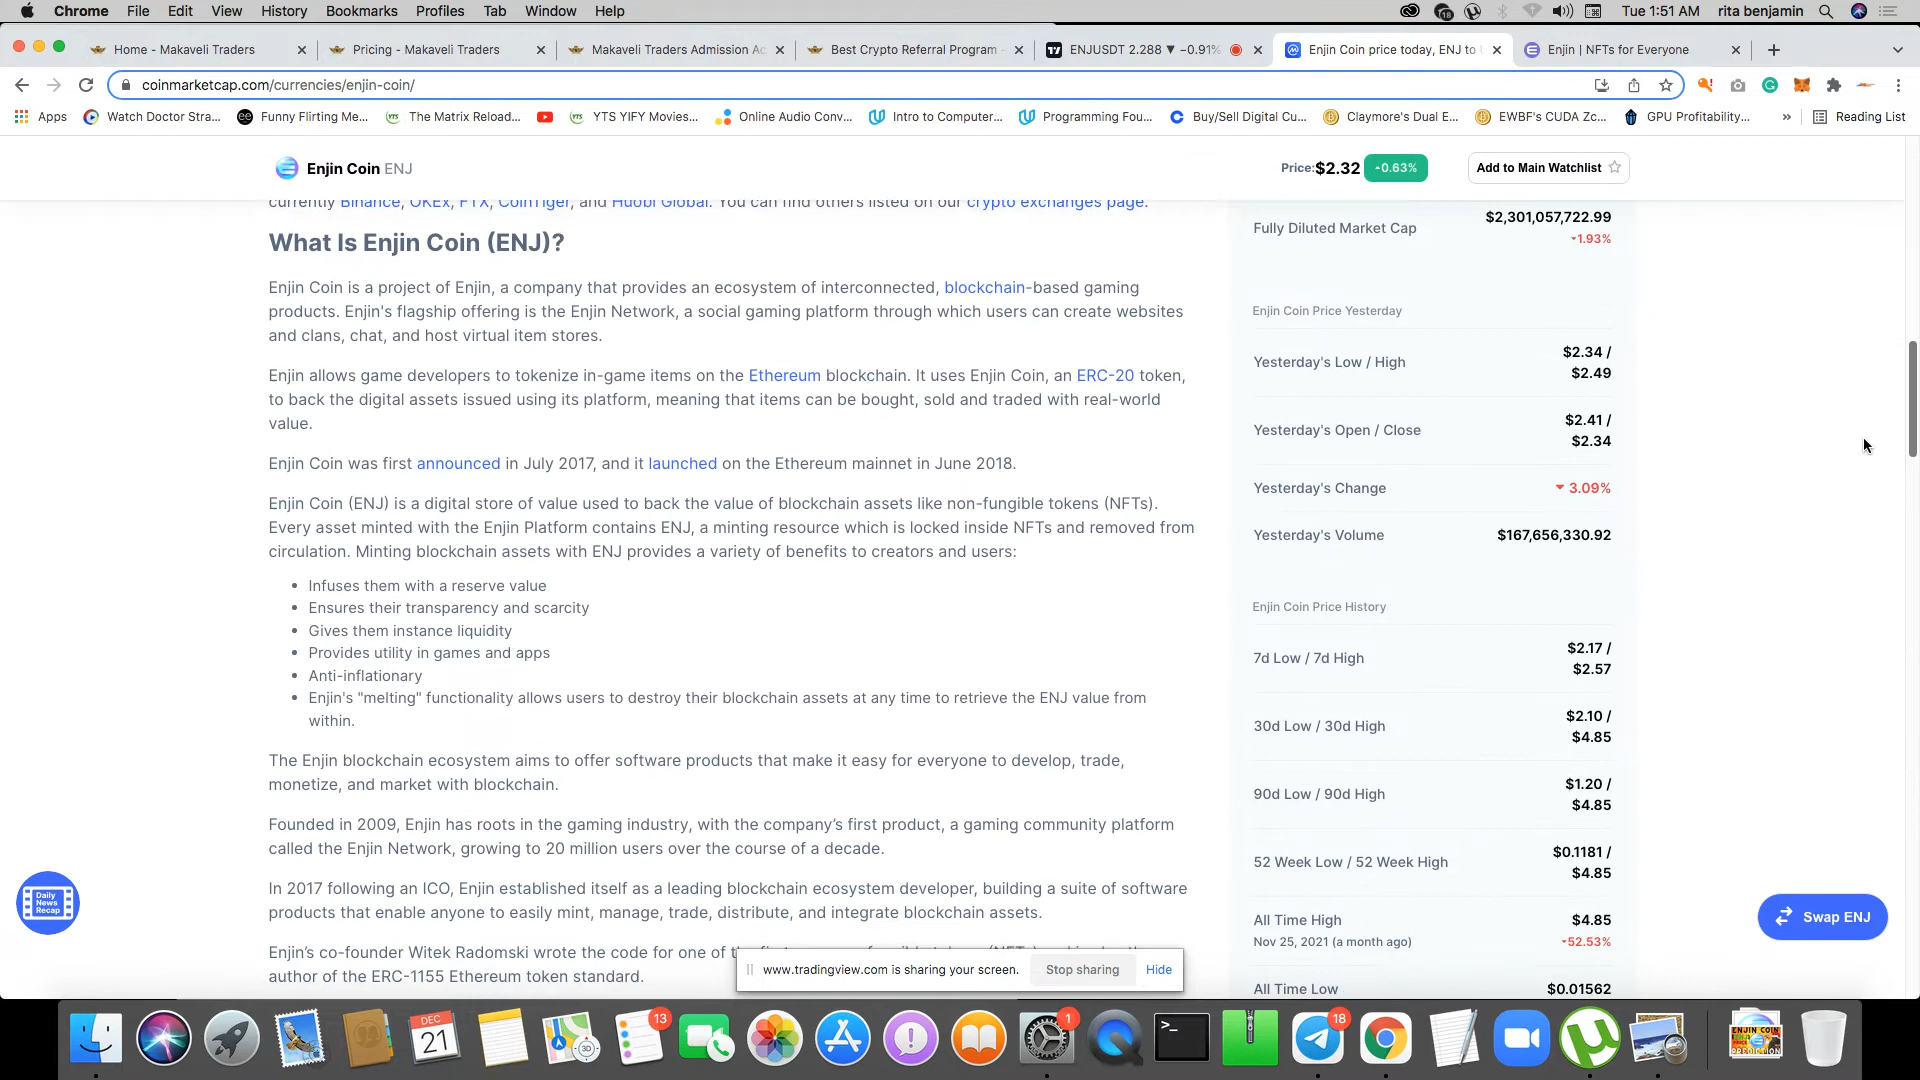 Chrome File Edit View History Bookmarks Profiles Tab Window Help
18
Tue 1:51 AM rita benjamin
Home - Makaveli Traders
Pricing - Makaveli Traders
Makaveli Traders Admission Ac
Best Crypto Referral Program -
ENJUSDT 2.288 ▼ −0.91%
Enjin Coin price today, ENJ to U
Enjin | NFTs for Everyone
coinmarketcap.com/currencies/enjin-coin/
Apps
Watch Doctor Stra...
Funny Flirting Me...
The Matrix Reload...
YTS YIFY Movies...
Online Audio Conv...
Intro to Computer...
Programming Fou...
Buy/Sell Digital Cu...
Claymore's Dual E...
EWBF's CUDA Zc...
GPU Profitability...
»
Reading List
Enjin Coin ENJ
Price:$2.32 0.63%
Add to Main Watchlist
currently Binance, OKEx, FTX, CoinTiger, and Huobi Global. You can find others listed on our crypto exchanges page.
What Is Enjin Coin (ENJ)?
Enjin Coin is a project of Enjin, a company that provides an ecosystem of interconnected, blockchain-based gaming
products. Enjin's flagship offering is the Enjin Network, a social gaming platform through which users can create websites
and clans, chat, and host virtual item stores.
Enjin allows game developers to tokenize in-game items on the Ethereum blockchain. It uses Enjin Coin, an ERC-20 token,
to back the digital assets issued using its platform, meaning that items can be bought, sold and traded with real-world
value.
Enjin Coin was first announced in July 2017, and it launched on the Ethereum mainnet in June 2018.
Enjin Coin (ENJ) is a digital store of value used to back the value of blockchain assets like non-fungible tokens (NFTs).
Every asset minted with the Enjin Platform contains ENJ, a minting resource which is locked inside NFTs and removed from
circulation. Minting blockchain assets with ENJ provides a variety of benefits to creators and users:
• Infuses them with a reserve value
• Ensures their transparency and scarcity
• Gives them instance liquidity
• Provides utility in games and apps
• Anti-inflationary
• Enjin's "melting" functionality allows users to destroy their blockchain assets at any time to retrieve the ENJ value from
within.
The Enjin blockchain ecosystem aims to offer software products that make it easy for everyone to develop, trade,
monetize, and market with blockchain.
Founded in 2009, Enjin has roots in the gaming industry, with the company's first product, a gaming community platform
called the Enjin Network, growing to 20 million users over the course of a decade.
In 2017 following an ICO, Enjin established itself as a leading blockchain ecosystem developer, building a suite of software
products that enable anyone to easily mint, manage, trade, distribute, and integrate blockchain assets.
Enjin's co-founder Witek Radomski wrote the code for one of
author of the ERC-1155 Ethereum token standard.
Fully Diluted Market Cap
$2,301,057,722.99
1.93%
Enjin Coin Price Yesterday
Yesterday's Low / High
$2.34 /
$2.49
Yesterday's Open / Close
$2.41 /
$2.34
Yesterday's Change
3.09%
Yesterday's Volume
$167,656,330.92
Enjin Coin Price History
7d Low / 7d High
$2.17 /
$2.57
30d Low / 30d High
$2.10 /
$4.85
90d Low / 90d High
$1.20 /
$4.85
52 Week Low / 52 Week High
$0.1181 /
$4.85
All Time High
$4.85
Nov 25, 2021 (a month ago)
52.53%
All Time Low
$0.01562
Daily
News
Recap
Swap ENJ
www.tradingview.com is sharing your screen.
Stop sharing
Hide
DEC
21
3D
13
1
18
ENJIN COIN